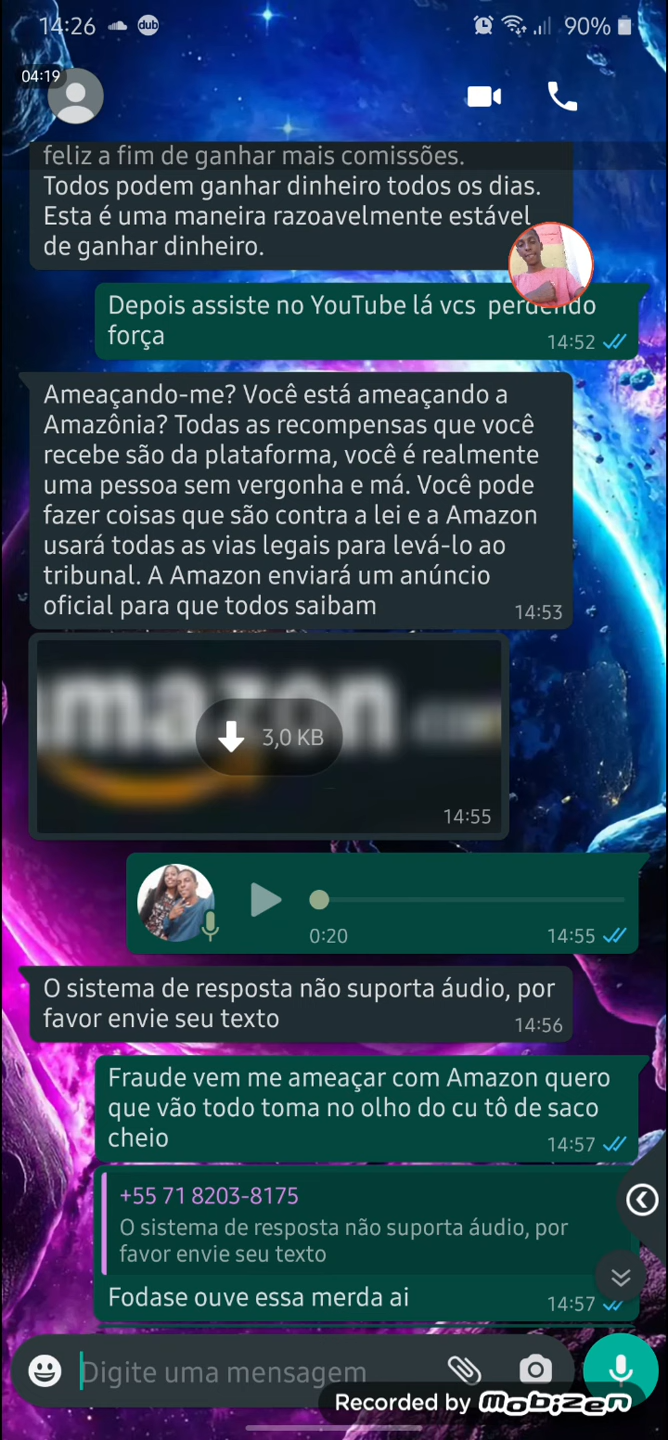 14:26
dub
90%
04:19
feliz a fim de ganhar mais comissões.
Todos podem ganhar dinheiro todos os dias.
Esta é uma maneira razoavelmente estável
de ganhar dinheiro.
Depois assiste no YouTube lá vcs perdendo
força
14:52
Ameaçando-me? Você está ameaçando a
Amazônia? Todas as recompensas que você
recebe são da plataforma, você é realmente
uma pessoa sem vergonha e má. Você pode
fazer coisas que são contra a lei e a Amazon
usará todas as vias legais para levá-lo ao
tribunal. A Amazon enviará um anúncio
oficial para que todos saibam
14:53
amazon
3,0 KB
14:55
0:20
14:55
O sistema de resposta não suporta áudio, por
favor envie seu texto
14:56
Fraude vem me ameaçar com Amazon quero
que vão todo toma no olho do cu tô de saco
cheio
14:57
+55 71 8203-8175
O sistema de resposta não suporta áudio, por
favor envie seu texto
Fodase ouve essa merda ai
14:57
Digite uma mensagem
Recorded by mobizen